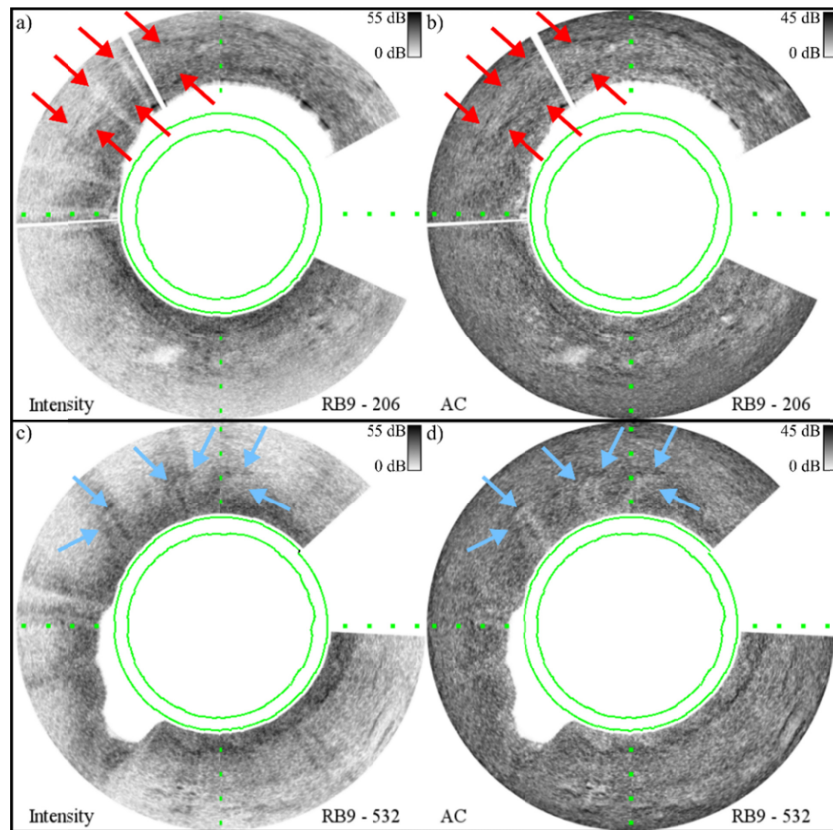 a)
55 dB
0 dB
Intensity
RB9 - 206
b)
45 dB
0 dB
AC
RB9 - 206
c)
55 dB
0 dB
Intensity
RB9 - 532
d)
45 dB
0 dB
AC
RB9 - 532